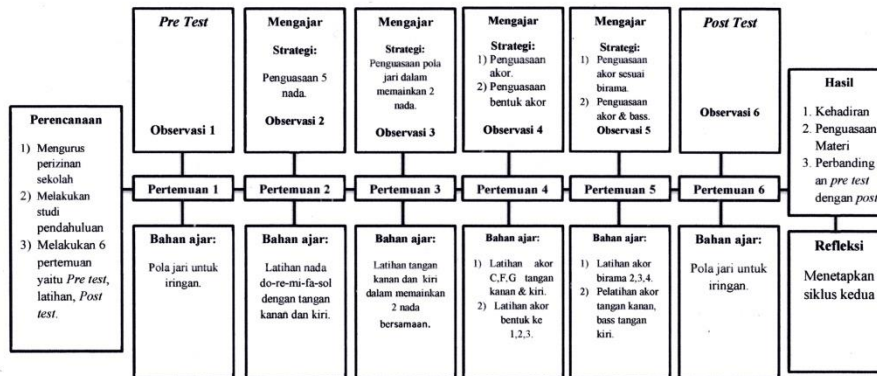 Perencanaan
1) Mengurus
perizinan
sekolah
2) Melakukan
studi
pendahuluan
3) Melakukan 6
pertemuan
yaitu Pre test,
latihan, Post
test.
Pre Test
Observasi 1
Pertemuan 1
Bahan ajar:
Pola jari untuk
iringan.
Mengajar
Strategi:
Penguasaan 5
nada.
Observasi 2
Pertemuan 2
Bahan ajar:
Latihan nada
do-re-mi-fa-sol
dengan tangan
kanan dan kiri.
Mengajar
Strategi:
Penguasaan pola
jari dalam
memainkan 2
nada.
Observasi 3
Pertemuan 3
Bahan ajar:
Latihan tangan
kanan dan kiri
dalam memainkan
2 nada
bersamaan.
Mengajar
Strategi:
1) Penguasaan
akor.
2) Penguasaan
bentuk akor
Observasi 4
Pertemuan 4
Bahan ajar:
1) Latihan akor
C,F,G tangan
kanan & kiri.
2) Latihan akor
bentuk ke
1,2,3.
Mengajar
Strategi:
1) Penguasaan
akor sesuai
birama.
2) Penguasaan
akor & bass.
Observasi 5
Pertemuan 5
Bahan ajar:
1) Latihan akor
birama 2,3,4.
2) Pelatihan akor
tangan kanan,
bass tangan
kiri.
Post Test
Observasi 6
Pertemuan 6
Bahan ajar:
Pola jari untuk
iringan.
Hasil
1. Kehadiran
2. Penguasaan
Materi
3. Perbanding
an pre test
dengan post
Refleksi
Menetapkan
siklus kedua